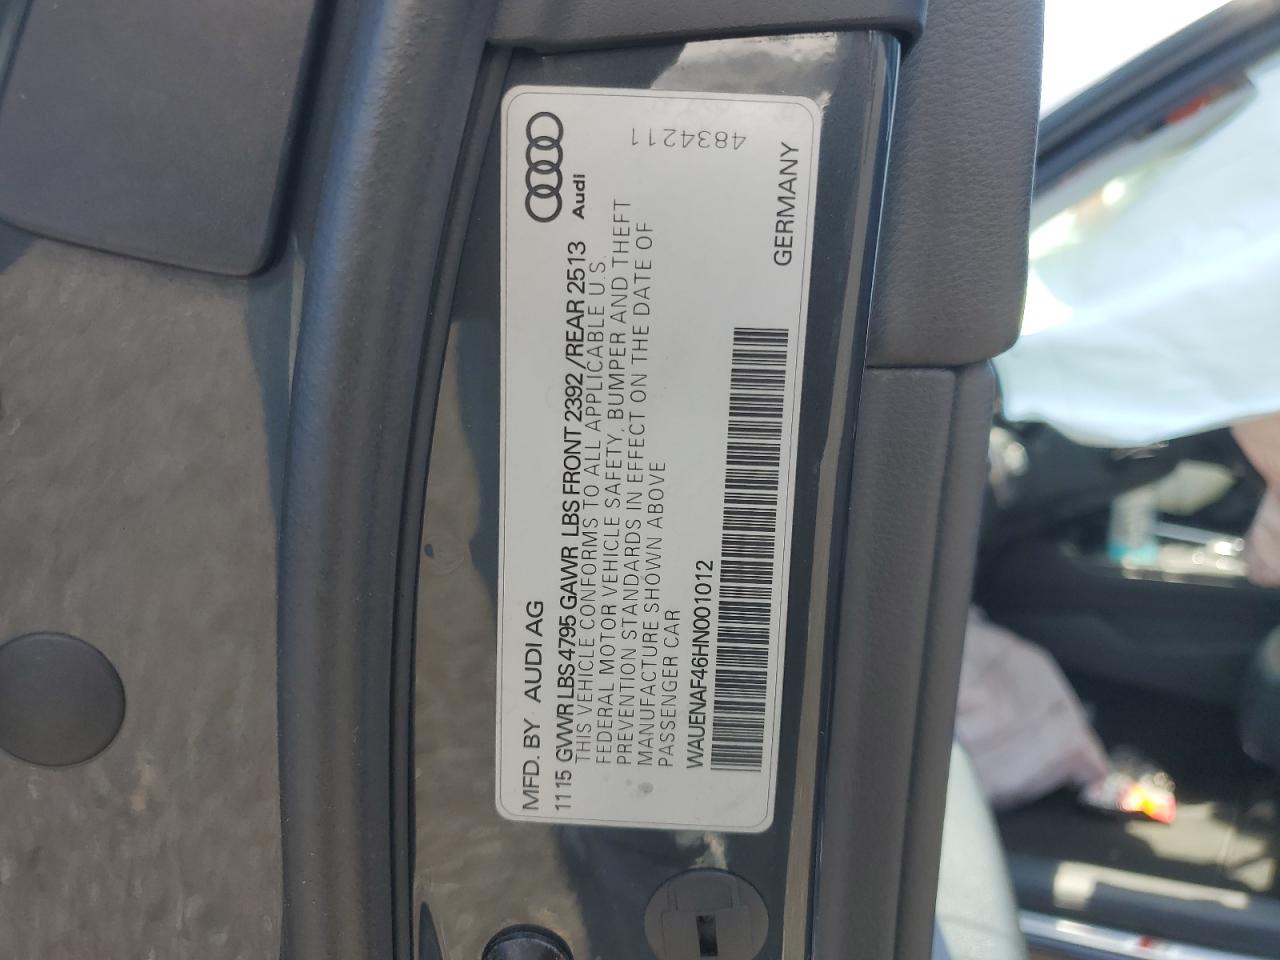 MFD. BY AUDI AG
1115 GVWR LBS 4795 GAWR LBS FRONT 2392 /REAR 2513
Audi
THIS VEHICLE CONFORMS TO ALL APPLICABLE U.S.
FEDERAL MOTOR VEHICLE SAFETY, BUMPER AND THEFT
PREVENTION STANDARDS IN EFFECT ON THE DATE OF
MANUFACTURE SHOWN ABOVE
PASSENGER CAR
WAUENAF46HN001012
GERMANY
4834211